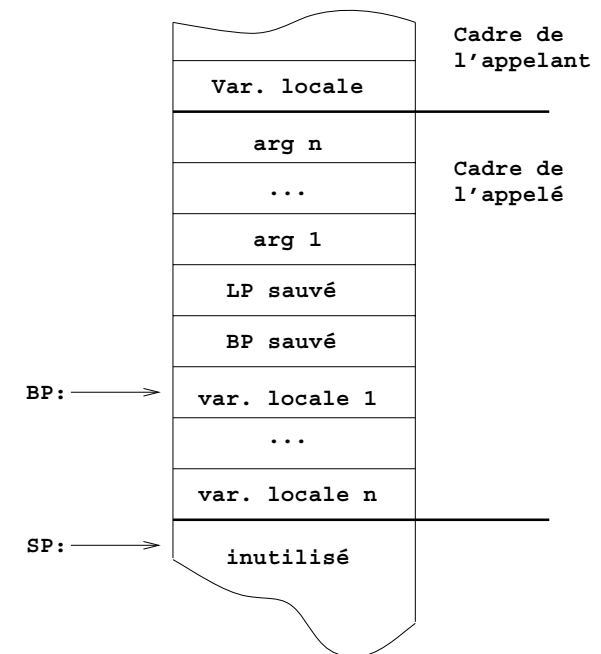 Cadre de
l'appelant
Var. locale
arg n
Cadre de
l'appelé
...
arg 1
LP sauvé
BP sauvé
BP:
var. locale 1
...
var. locale n
SP:
inutilisé